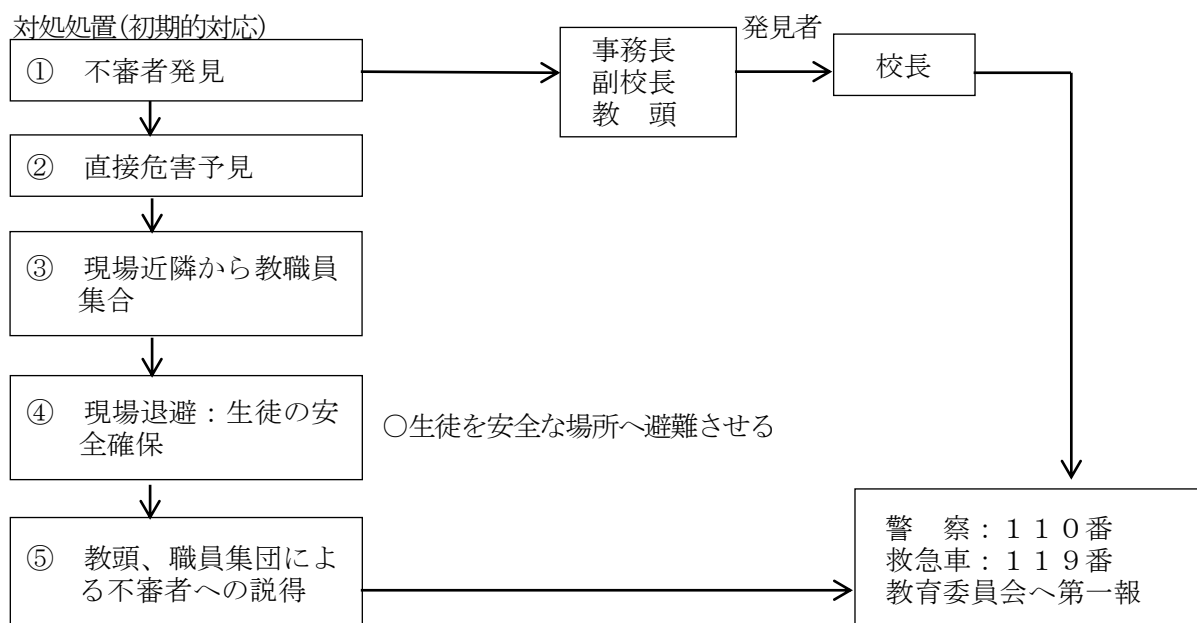 対処処置(初期的対応)
①　不審者発見
事務長
副校長
教　頭
発見者
校長
②　直接危害予見
③　現場近隣から教職員
集合
④　現場退避：生徒の安
全確保
○生徒を安全な場所へ避難させる
⑤　教頭、職員集団によ
る不審者への説得
警　察：１１０番
救急車：１１９番
教育委員会へ第一報